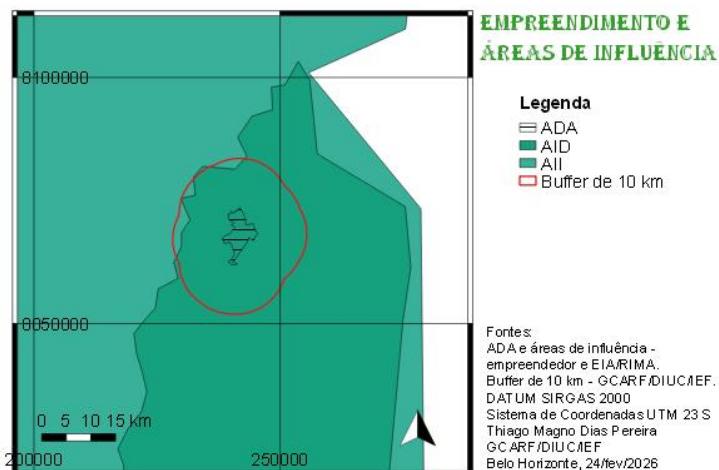 EMPREENDIMENTO E
ÁREAS DE INFLUÊNCIA
Legenda
ADA
AID
AII
Buffer de 10 km
8100000
8050000
0 5 10 15 km
200000
250000
Fontes:
ADA e áreas de influência -
empreendedor e EIA/RIMA.
Buffer de 10 km - GCARF/DIUC/IEF.
DATUM SIRGAS 2000
Sistema de Coordenadas UTM 23 S
Thiago Magno Dias Pereira
GCARF/DIUC/IEF
Belo Horizonte, 24/fev/2026